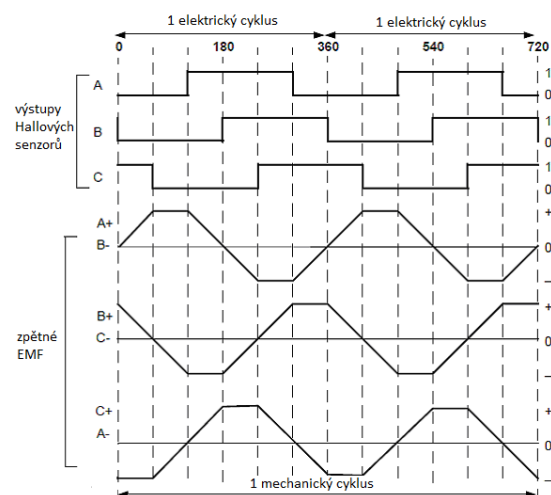 1 elektrický cyklus 1 elektrický cyklus
0 180 360 540 720
výstupy
Hallových
senzorů
A 1
0
B 1
0
C 1
0
A+ +
B- 0
–
zpětné
EMF
B+ +
C- 0
–
C+ +
A- 0
–
1 mechanický cyklus